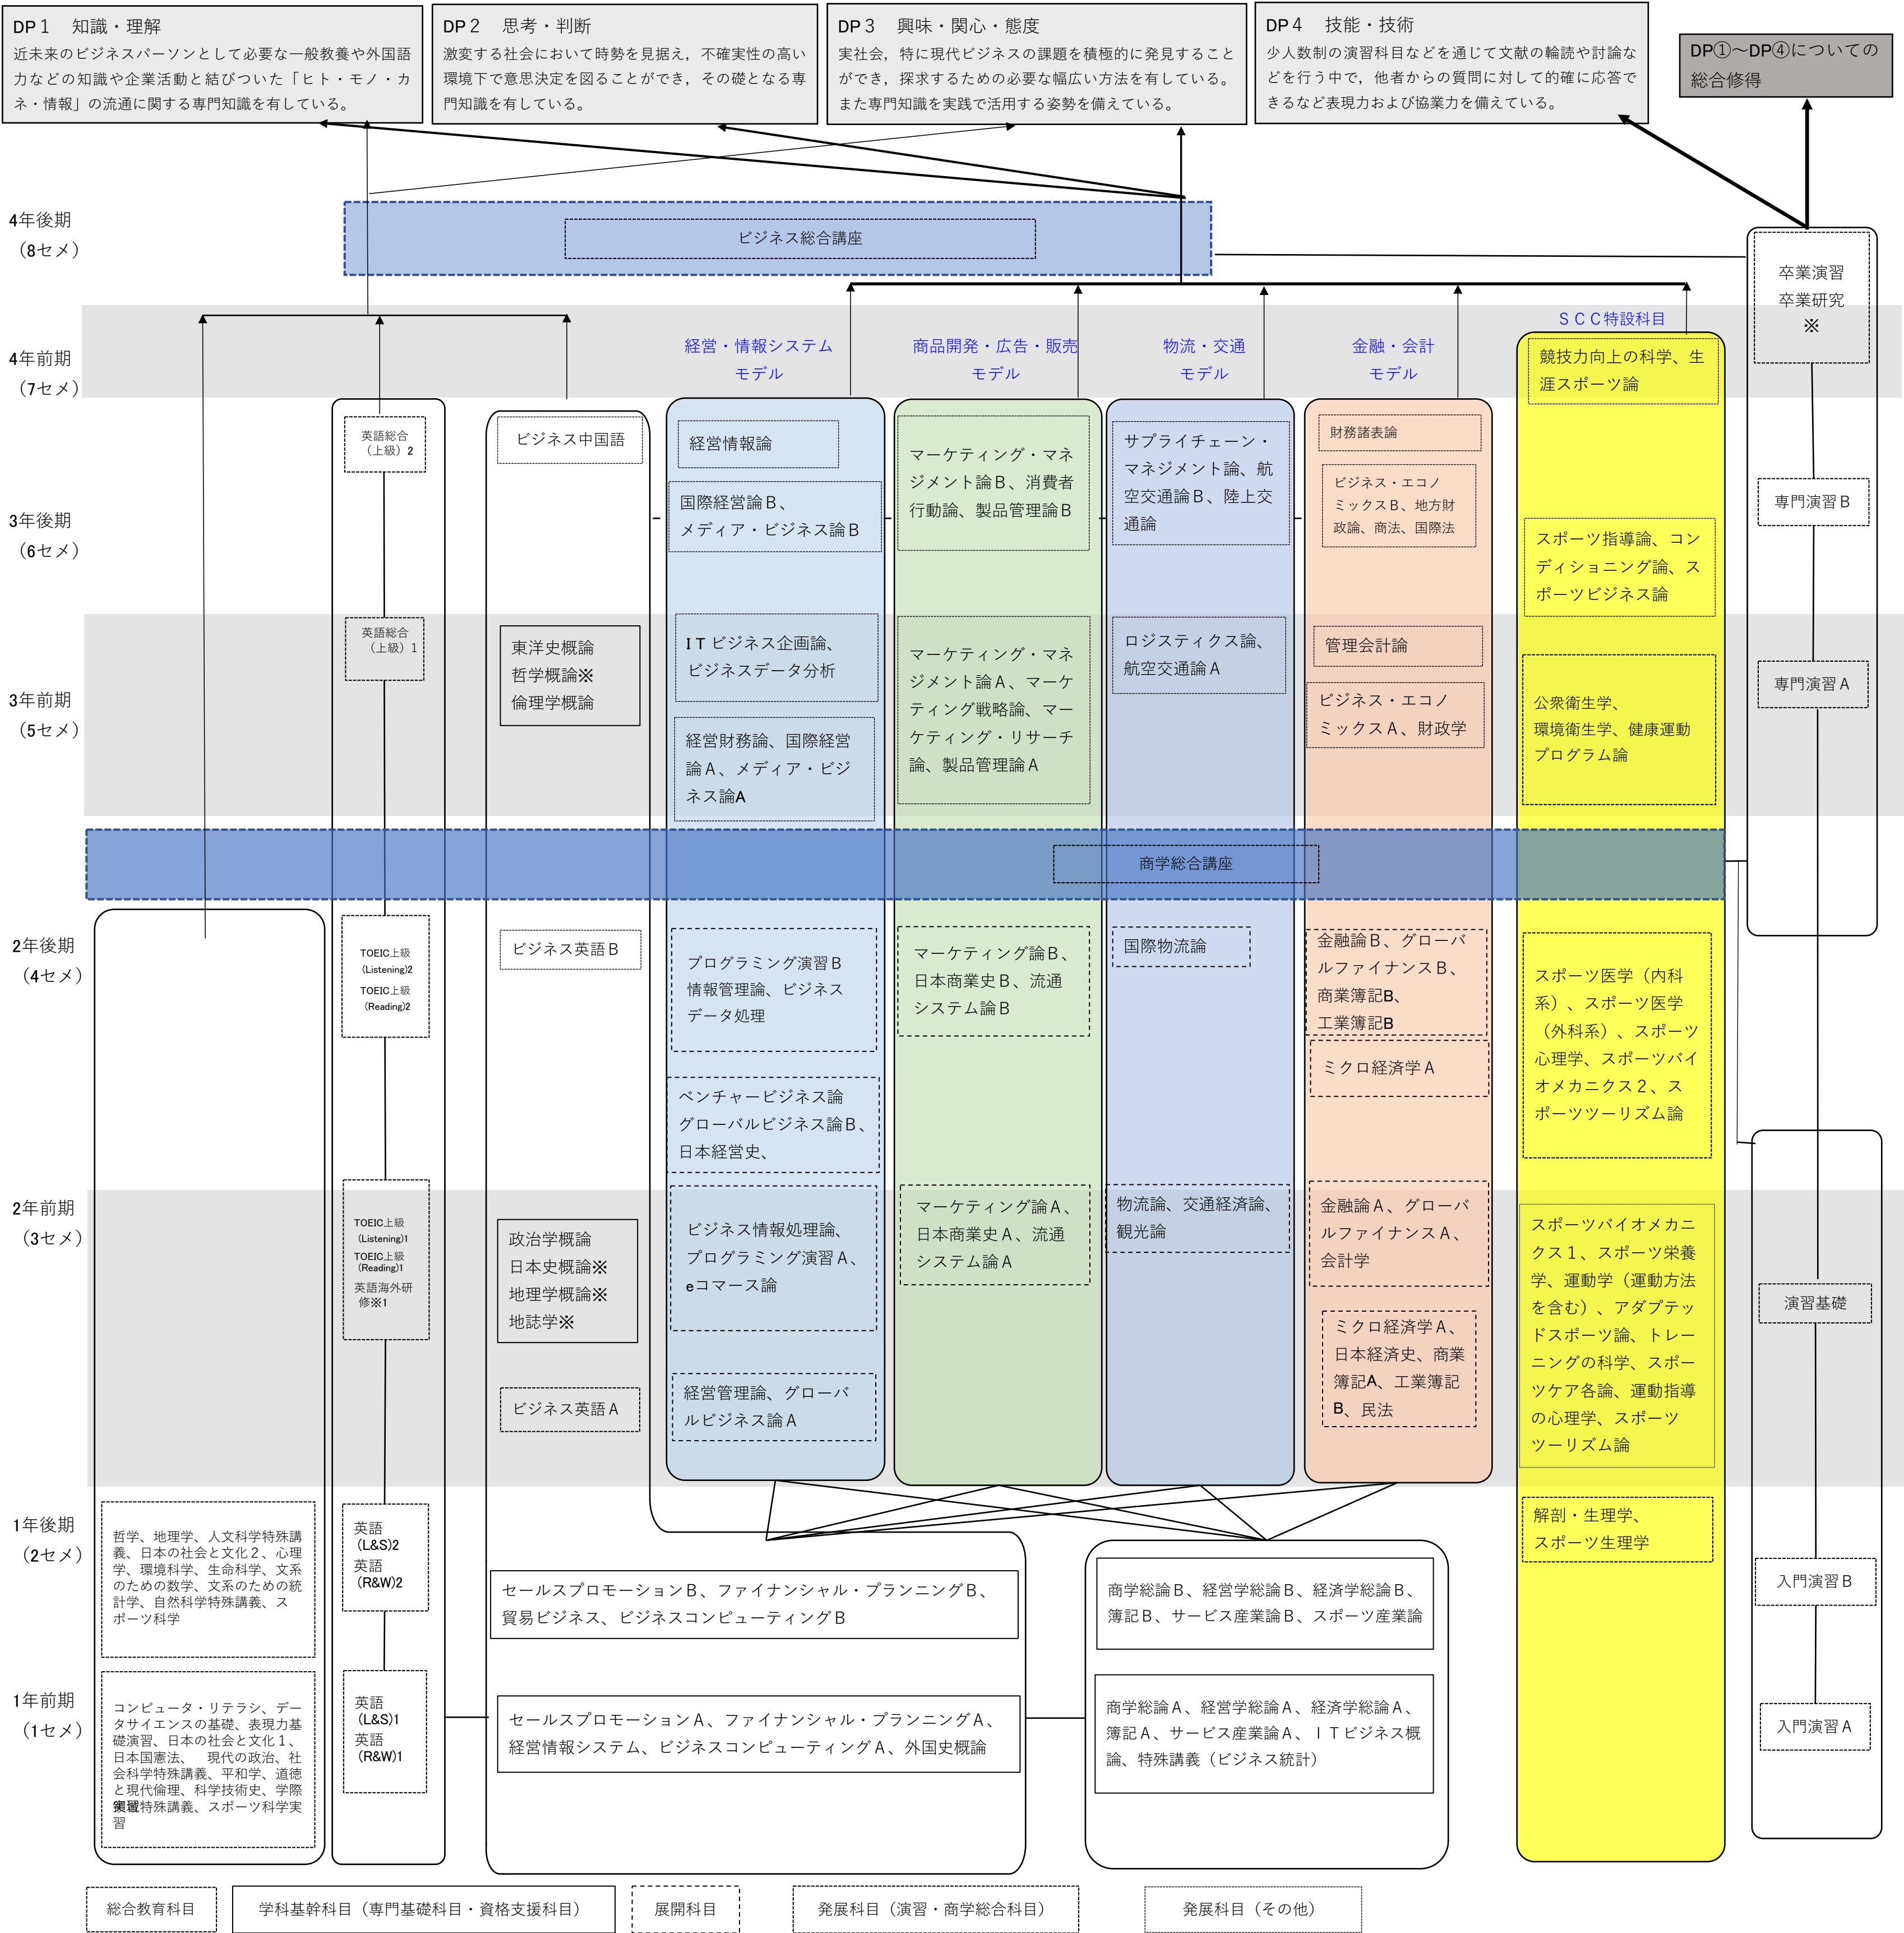 DP１　知識・理解
近未来のビジネスパーソンとして必要な一般教養や外国語
力などの知識や企業活動と結びついた「ヒト・モノ・カ
ネ・情報」の流通に関する専門知識を有している。
DP２　思考・判断
激変する社会において時勢を見据え，不確実性の高い
環境下で意思決定を図ることができ，その礎となる専
門知識を有している。
DP３　興味・関心・態度
実社会，特に現代ビジネスの課題を積極的に発見すること
ができ，探求するための必要な幅広い方法を有している。
また専門知識を実践で活用する姿勢を備えている。
DP４　技能・技術
少人数制の演習科目などを通じて文献の輪読や討論な
どを行う中で，他者からの質問に対して的確に応答で
きるなど表現力および協業力を備えている。
DP①～DP④についての
総合修得
4年後期
（8セメ）
ビジネス総合講座
卒業演習
卒業研究
※
4年前期
（7セメ）
経営・情報システム
モデル
商品開発・広告・販売
モデル
物流・交通
モデル
金融・会計
モデル
ＳＣＣ特設科目
競技力向上の科学、生
涯スポーツ論
3年後期
（6セメ）
英語総合
（上級）2
ビジネス中国語
経営情報論
国際経営論Ｂ、
メディア・ビジネス論Ｂ
マーケティング・マネ
ジメント論Ｂ、消費者
行動論、製品管理論Ｂ
サプライチェーン・
マネジメント論、航
空交通論Ｂ、陸上交
通論
財務諸表論
ビジネス・エコノ
ミックスＢ、地方財
政論、商法、国際法
スポーツ指導論、コン
ディショニング論、ス
ポーツビジネス論
専門演習Ｂ
3年前期
（5セメ）
英語総合
（上級）1
東洋史概論
哲学概論※
倫理学概論
ＩＴビジネス企画論、
ビジネスデータ分析
経営財務論、国際経営
論Ａ、メディア・ビジ
ネス論A
マーケティング・マネ
ジメント論Ａ、マーケ
ティング戦略論、マー
ケティング・リサーチ
論、製品管理論Ａ
ロジスティクス論、
航空交通論Ａ
管理会計論
ビジネス・エコノ
ミックスＡ、財政学
公衆衛生学、
環境衛生学、健康運動
プログラム論
専門演習Ａ
商学総合講座
2年後期
（4セメ）
TOEIC上級
(Listening)2
TOEIC上級
(Reading)2
ビジネス英語Ｂ
プログラミング演習Ｂ
情報管理論、ビジネス
データ処理
ベンチャービジネス論
グローバルビジネス論Ｂ、
日本経営史、
マーケティング論Ｂ、
日本商業史Ｂ、流通
システム論Ｂ
国際物流論
金融論Ｂ、グローバ
ルファイナンスＢ、
商業簿記B、
工業簿記B
ミクロ経済学Ａ
スポーツ医学（内科
系）、スポーツ医学
（外科系）、スポーツ
心理学、スポーツバイ
オメカニクス２、ス
ポーツツーリズム論
2年前期
（3セメ）
TOEIC上級
(Listening)1
TOEIC上級
(Reading)1
英語海外研
修※1
政治学概論
日本史概論※
地理学概論※
地誌学※
ビジネス英語Ａ
ビジネス情報処理論、
プログラミング演習Ａ、
eコマース論
経営管理論、グローバ
ルビジネス論Ａ
マーケティング論Ａ、
日本商業史Ａ、流通
システム論Ａ
物流論、交通経済論、
観光論
金融論Ａ、グローバ
ルファイナンスＡ、
会計学
ミクロ経済学Ａ、
日本経済史、商業
簿記A、工業簿記
B、民法
スポーツバイオメカニ
クス１、スポーツ栄養
学、運動学（運動方法
を含む）、アダプテッ
ドスポーツ論、トレー
ニングの科学、スポー
ツケア各論、運動指導
の心理学、スポーツ
ツーリズム論
演習基礎
1年後期
（2セメ）
哲学、地理学、人文科学特殊講
義、日本の社会と文化２、心理
学、環境科学、生命科学、文系
のための数学、文系のための統
計学、自然科学特殊講義、ス
ポーツ科学
英語
(L&S)2
英語
(R&W)2
セールスプロモーションＢ、ファイナンシャル・プランニングＢ、
貿易ビジネス、ビジネスコンピューティングＢ
商学総論Ｂ、経営学総論Ｂ、経済学総論Ｂ、
簿記Ｂ、サービス産業論Ｂ、スポーツ産業論
解剖・生理学、
スポーツ生理学
入門演習Ｂ
1年前期
（1セメ）
コンピュータ・リテラシ、デー
タサイエンスの基礎、表現力基
礎演習、日本の社会と文化１、
日本国憲法、　現代の政治、社
会科学特殊講義、平和学、道徳
と現代倫理、科学技術史、学際
特殊講義、スポーツ科学実
習
英語
(L&S)1
英語
(R&W)1
セールスプロモーションＡ、ファイナンシャル・プランニングＡ、
経営情報システム、ビジネスコンピューティングＡ、外国史概論
商学総論Ａ、経営学総論Ａ、経済学総論Ａ、
簿記Ａ、サービス産業論Ａ、ＩＴビジネス概
論、特殊講義（ビジネス統計）
入門演習Ａ
総合教育科目
学科基幹科目（専門基礎科目・資格支援科目）
展開科目
発展科目（演習・商学総合科目）
発展科目（その他）